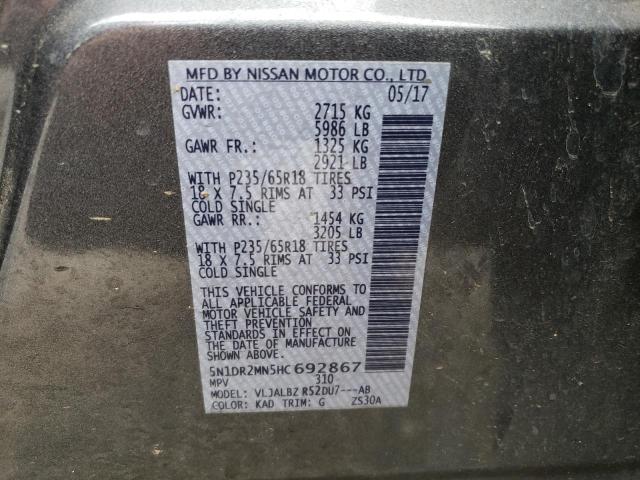 MFD BY NISSAN MOTOR CO., LTD
DATE: 05/17
GVWR: 2715 KG
5986 LB
GAWR FR.: 1325 KG
2921 LB
WITH P235/65R18 TIRES
18 X 7.5 RIMS AT 33 PSI
COLD SINGLE
GAWR RR.: 1454 KG
3205 LB
WITH P235/65R18 TIRES
18 X 7.5 RIMS AT 33 PSI
COLD SINGLE
THIS VEHICLE CONFORMS TO
ALL APPLICABLE FEDERAL
MOTOR VEHICLE SAFETY AND
THEFT PREVENTION
STANDARDS IN EFFECT ON
THE DATE OF MANUFACTURE
SHOWN ABOVE.
5N1DR2MN5HC692867
MPV 310
MODEL: VLJALBZ R52DU7---AB
COLOR: KAD TRIM: G ZS30A